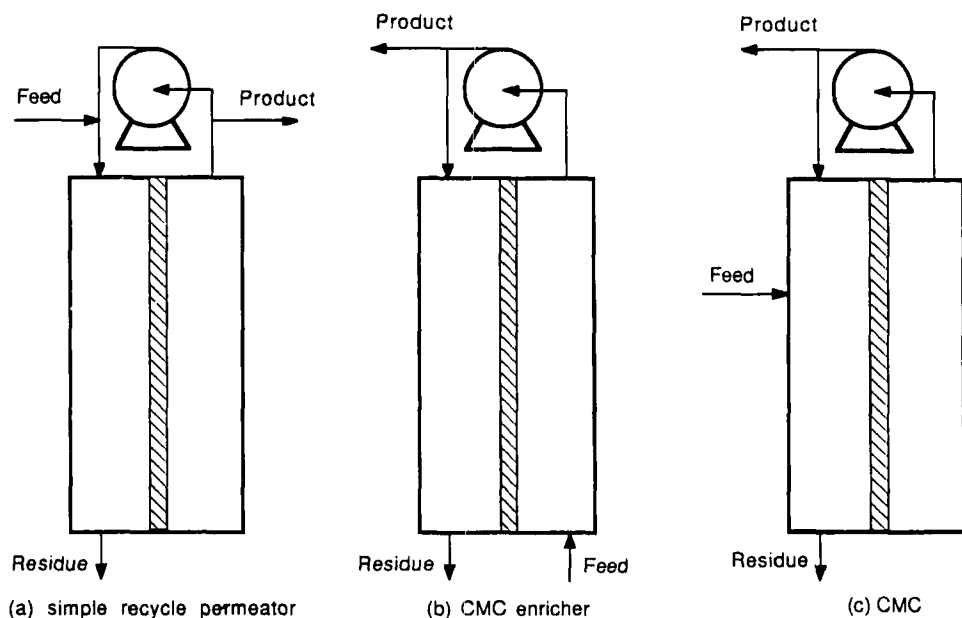 Feed
Product
Residue
(a) simple recycle permeator
Product
Residue
Feed
(b) CMC enricher
Product
Feed
Residue
(c) CMC